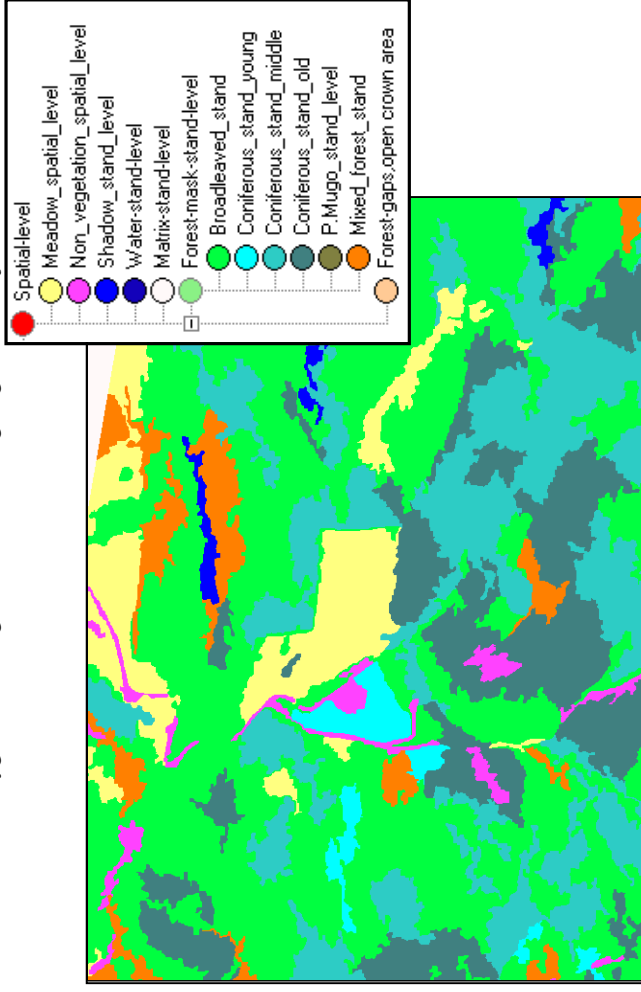 Spatial-level
Meadow_spatial_level
Non_vegetation_spatial_level
Shadow_stand_level
Water-stand-level
Matrix-stand-level
Forest-mask-stand-level
Broadleaved_stand
Coniferous_stand_young
Coniferous_stand_middle
Coniferous_stand_old
P.Mugo_stand_level
Mixed_forest_stand
Forest-gaps,open crown area